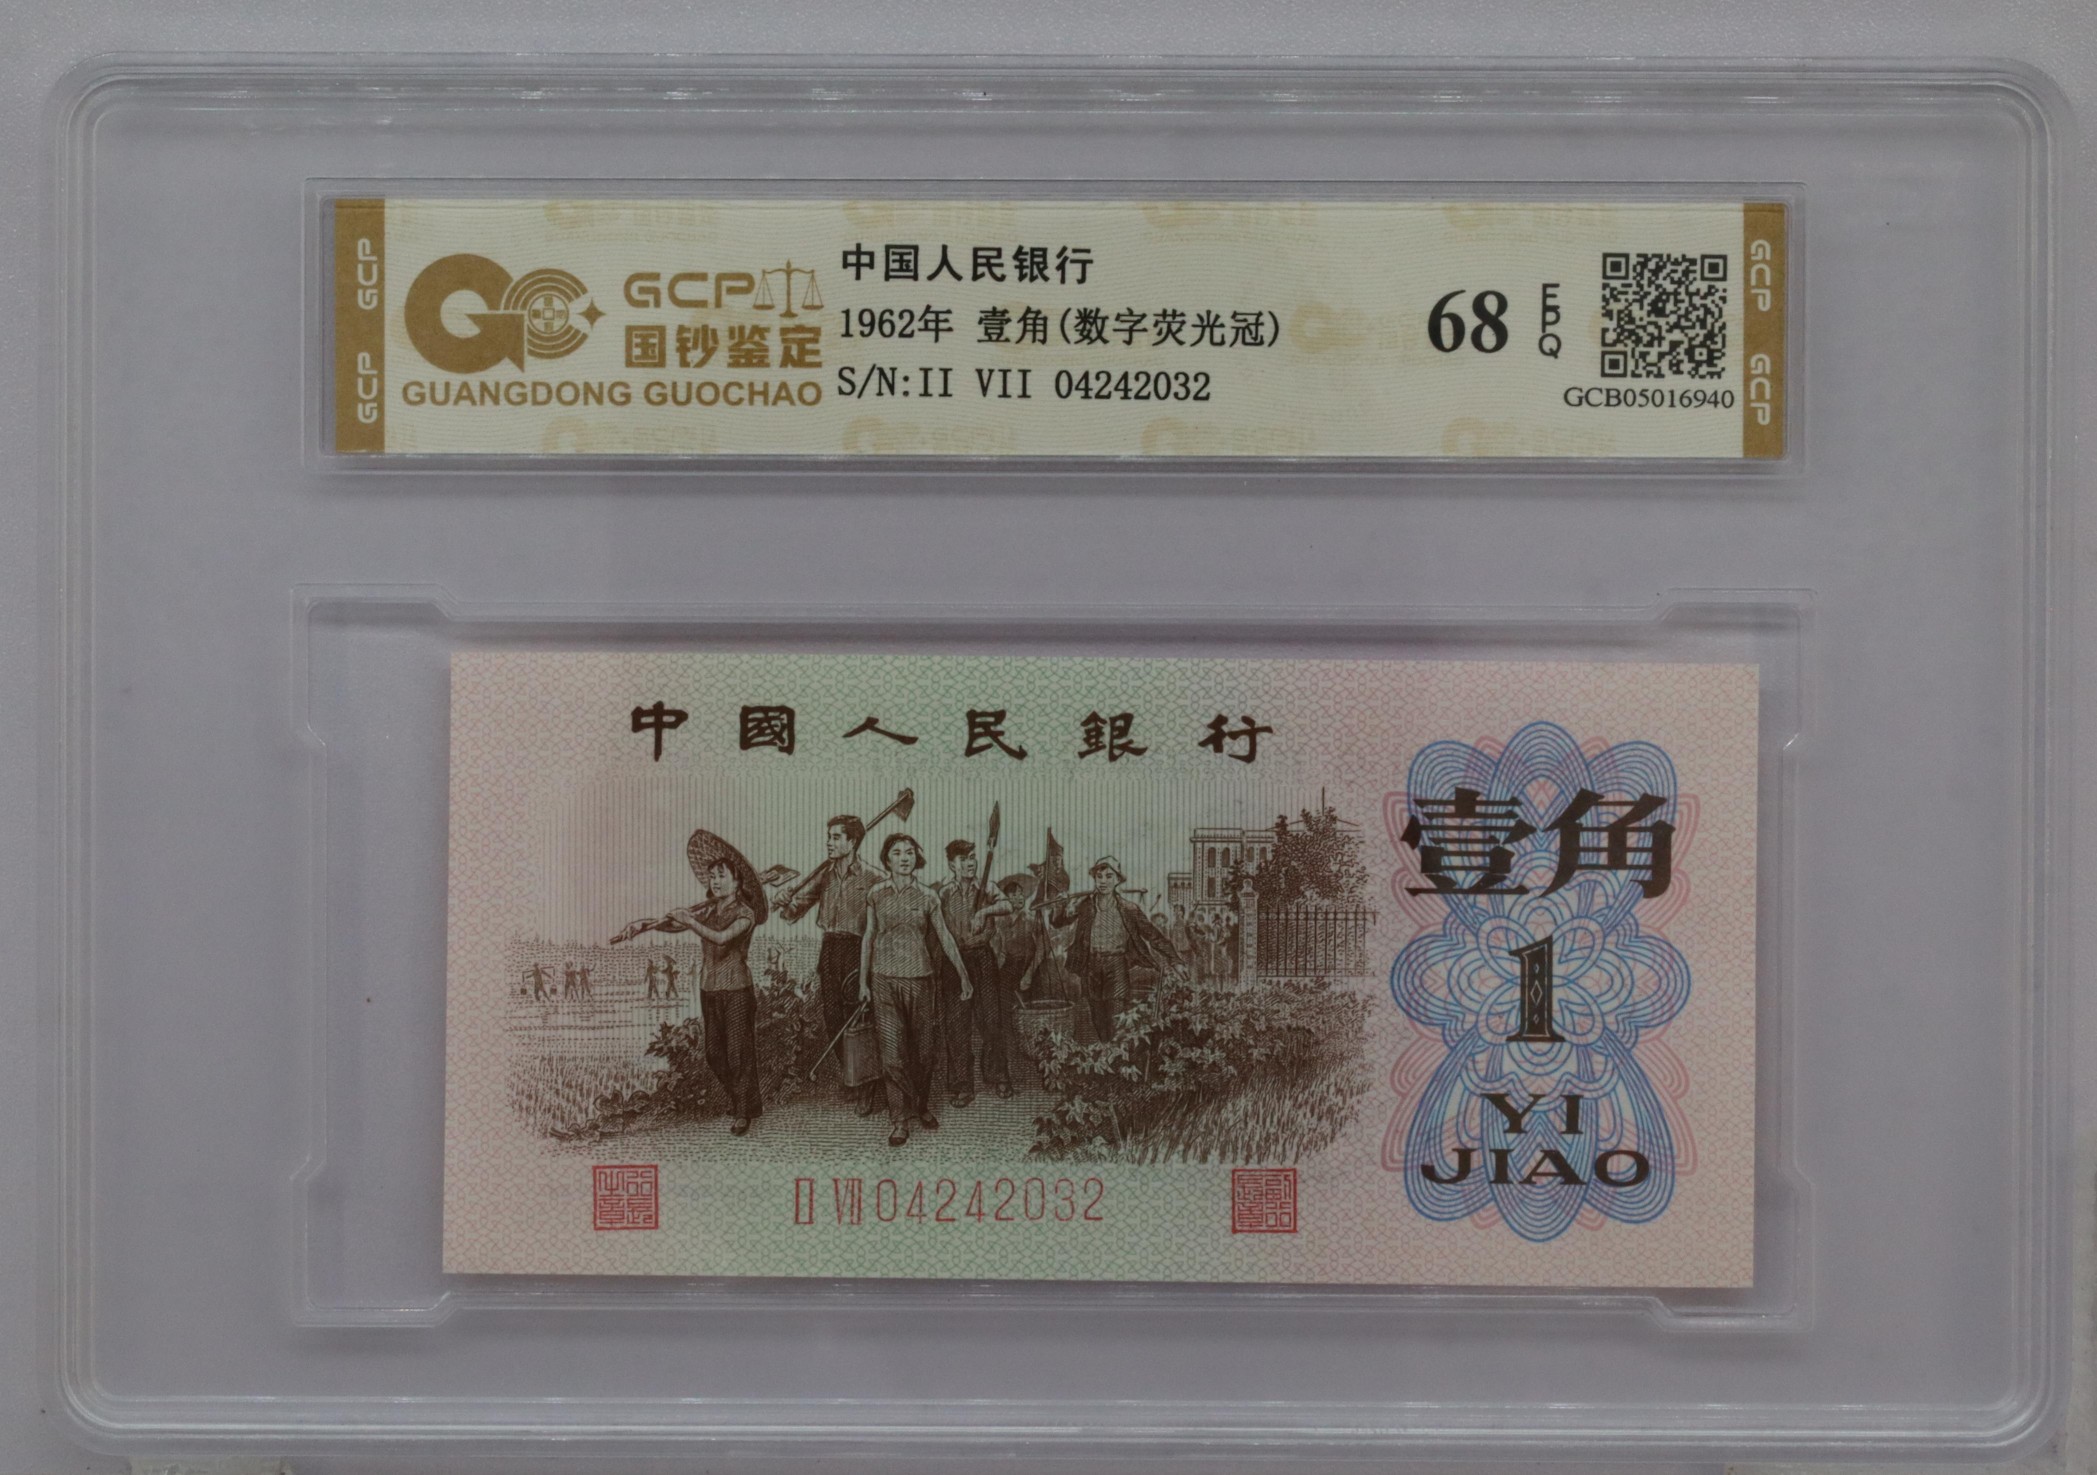 GCP GCP
GCP
国钞鉴定
GUANGDONG GUOCHAO
中国人民银行
1962年 壹角(数字荧光冠)
S/N:II VII 04242032
68 EPQ
GCB05016940
GCP GCP
中國人民銀行
壹角
1
YI
JIAO
II VII 04242032